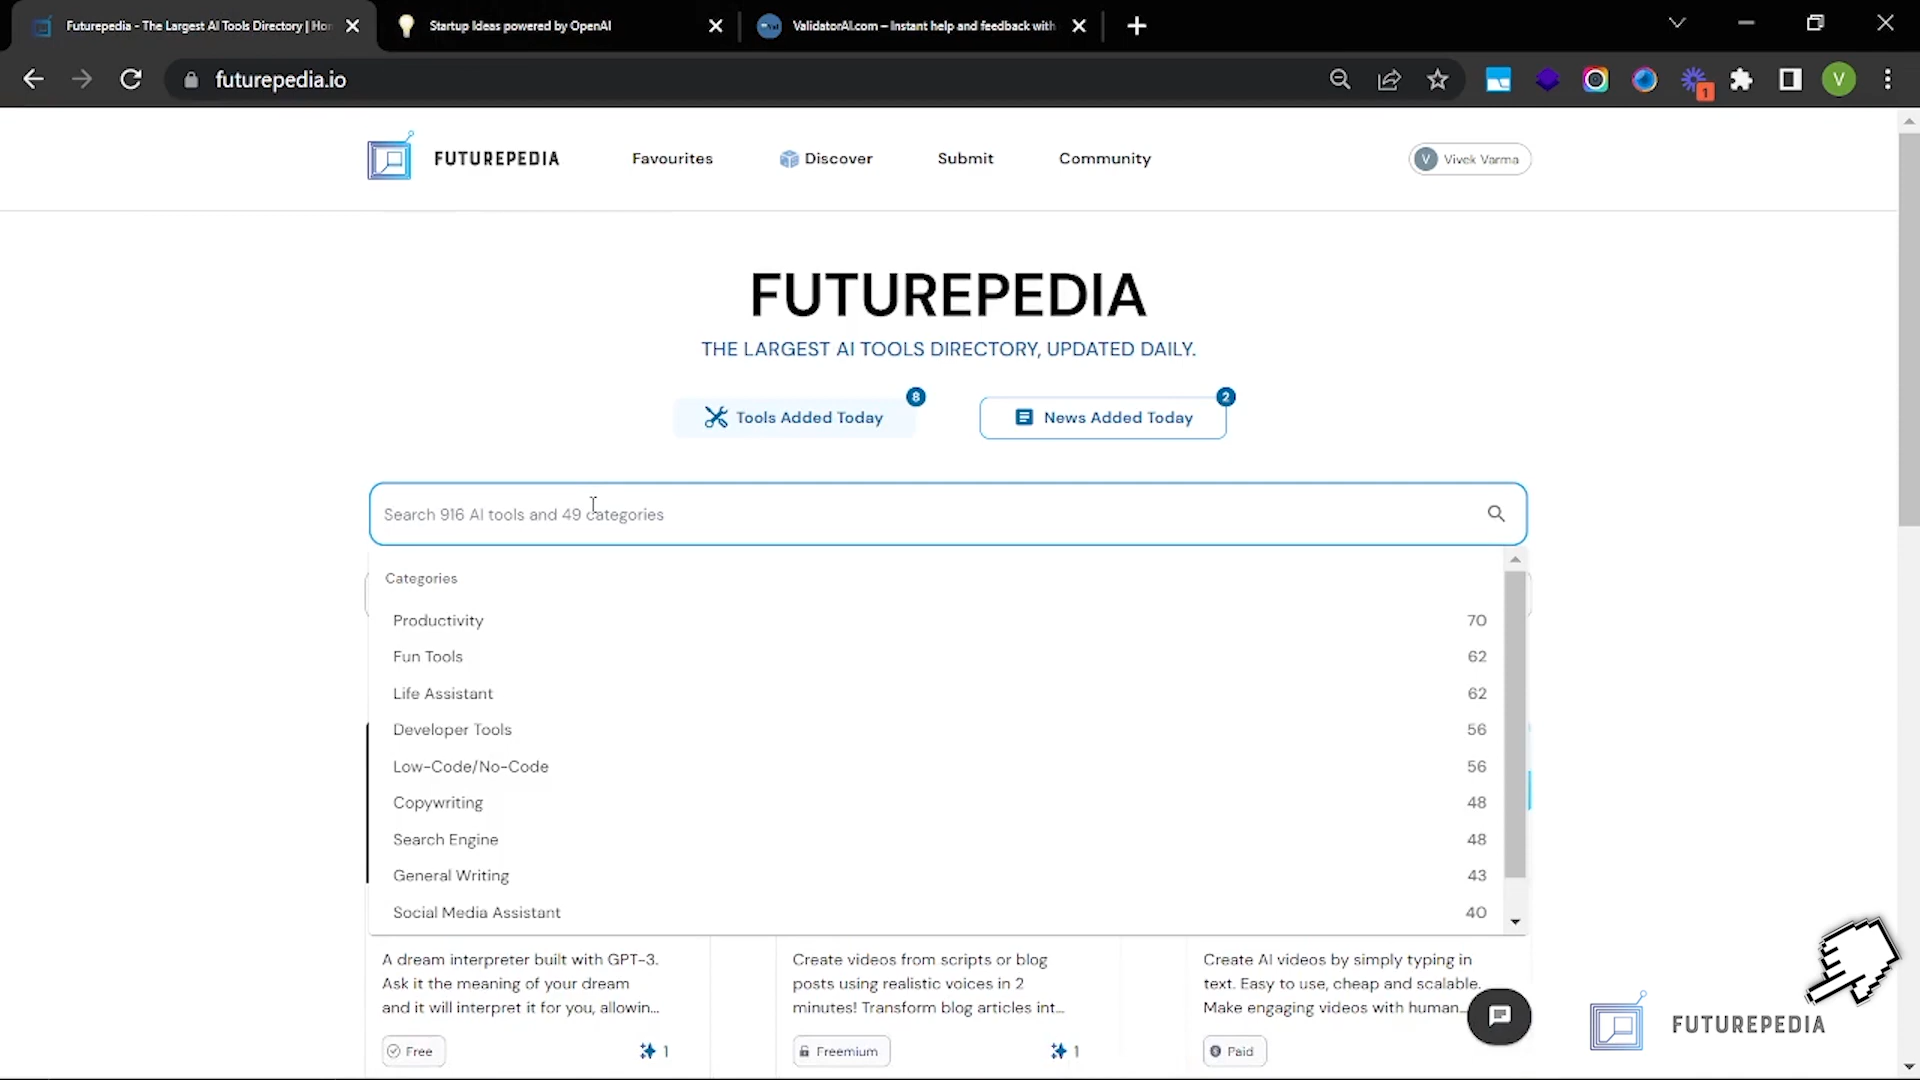 Futurepedia - The Largest AI Tools Directory | Hon
Startup Ideas powered by OpenAI
ValidatorAI.com – Instant help and feedback with
futurepedia.io
1
V
FUTUREPEDIA
Favourites
Discover
Submit
Community
V Vivek Varma
FUTUREPEDIA
THE LARGEST AI TOOLS DIRECTORY, UPDATED DAILY.
Tools Added Today 8
News Added Today 2
Search 916 AI tools and 49 categories
Categories
Productivity 70
Fun Tools 62
Life Assistant 62
Developer Tools 56
Low-Code/No-Code 56
Copywriting 48
Search Engine 48
General Writing 43
Social Media Assistant 40
A dream interpreter built with GPT-3.
Ask it the meaning of your dream
and it will interpret it for you, allowin...
Free 1
Create videos from scripts or blog
posts using realistic voices in 2
minutes! Transform blog articles int...
Freemium 1
Create AI videos by simply typing in
text. Easy to use, cheap and scalable.
Make engaging videos with human...
Paid
FUTUREPEDIA